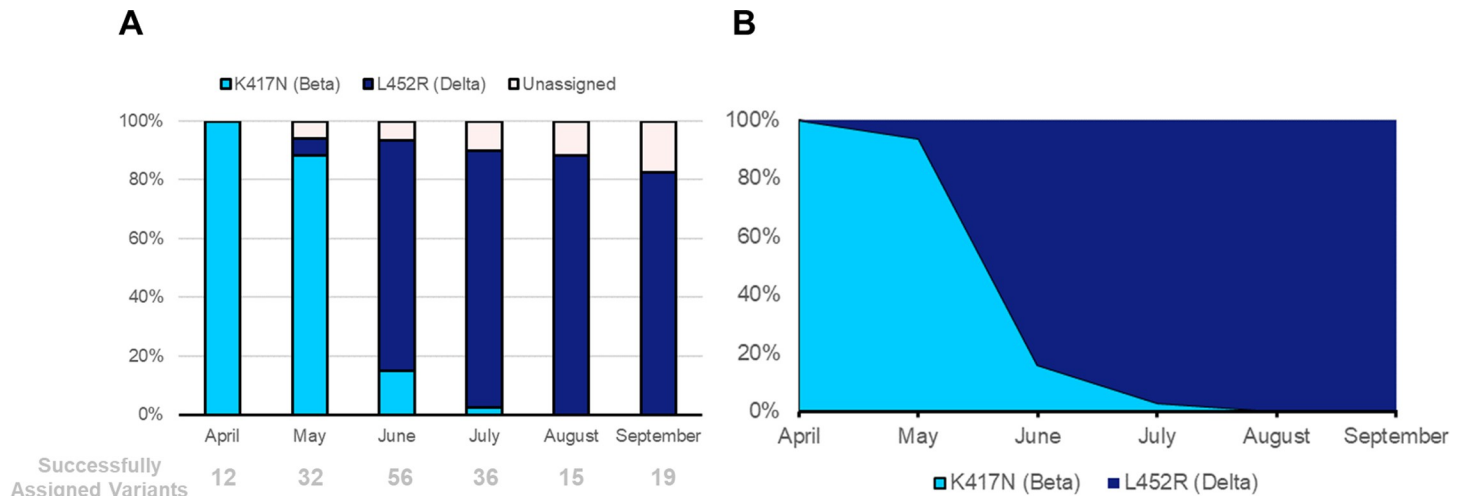 A
B
K417N (Beta) L452R (Delta) Unassigned
100%
80%
60%
40%
20%
0%
April May June July August September
Successfully
Assigned Variants
12 32 56 36 15 19
100%
80%
60%
40%
20%
0%
April May June July August September
K417N (Beta) L452R (Delta)